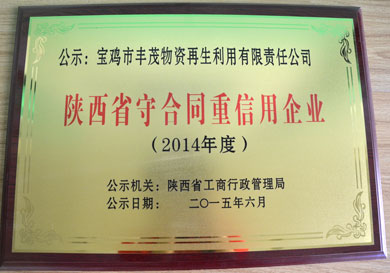 公示：宝鸡市丰茂物资再生利用有限责任公司
陕西省守合同重信用企业
（2014年度）
公示机关：陕西省工商行政管理局
公示日期：二〇一五年六月